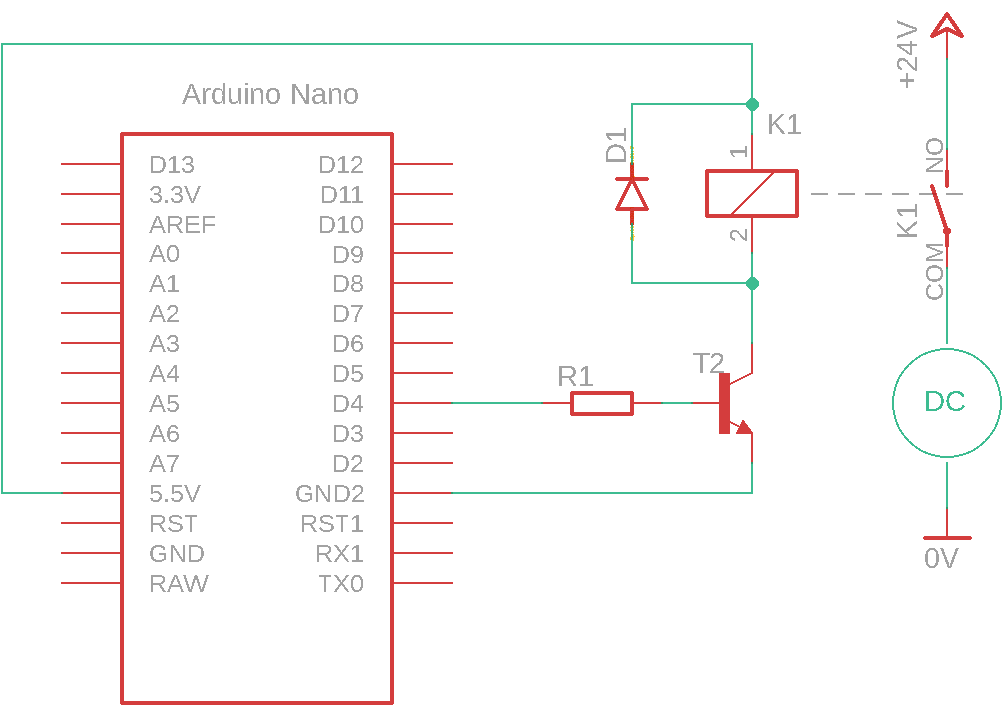 Arduino Nano
D13 D12
3.3V D11
AREF D10
A0 D9
A1 D8
A2 D7
A3 D6
A4 D5
A5 D4
A6 D3
A7 D2
5.5V GND2
RST RST1
GND RX1
RAW TX0
R1
D1
T2
K1
1
2
+24V
NO
K1
COM
DC
0V